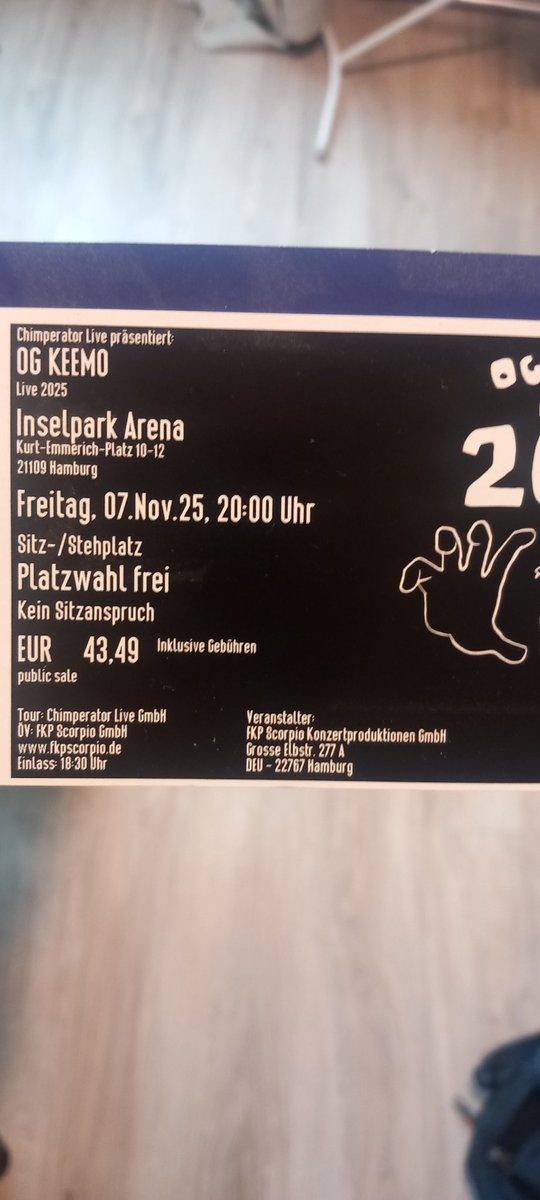 Chimperator Live präsentiert:
OG KEEMO
Live 2025
Inselpark Arena
Kurt-Emmerich-Platz 10-12
21109 Hamburg
Freitag, 07.Nov.25, 20:00 Uhr
Sitz-/Stehplatz
Platzwahl frei
Kein Sitzanspruch
EUR 43,49 Inklusive Gebühren
public sale
Tour: Chimperator Live GmbH
ÖV: FKP Scorpio GmbH
www.fkpscorpio.de
Einlass: 18:30 Uhr
Veranstalter:
FKP Scorpio Konzertproduktionen GmbH
Grosse Elbstr. 277 A
DEU - 22767 Hamburg
OG